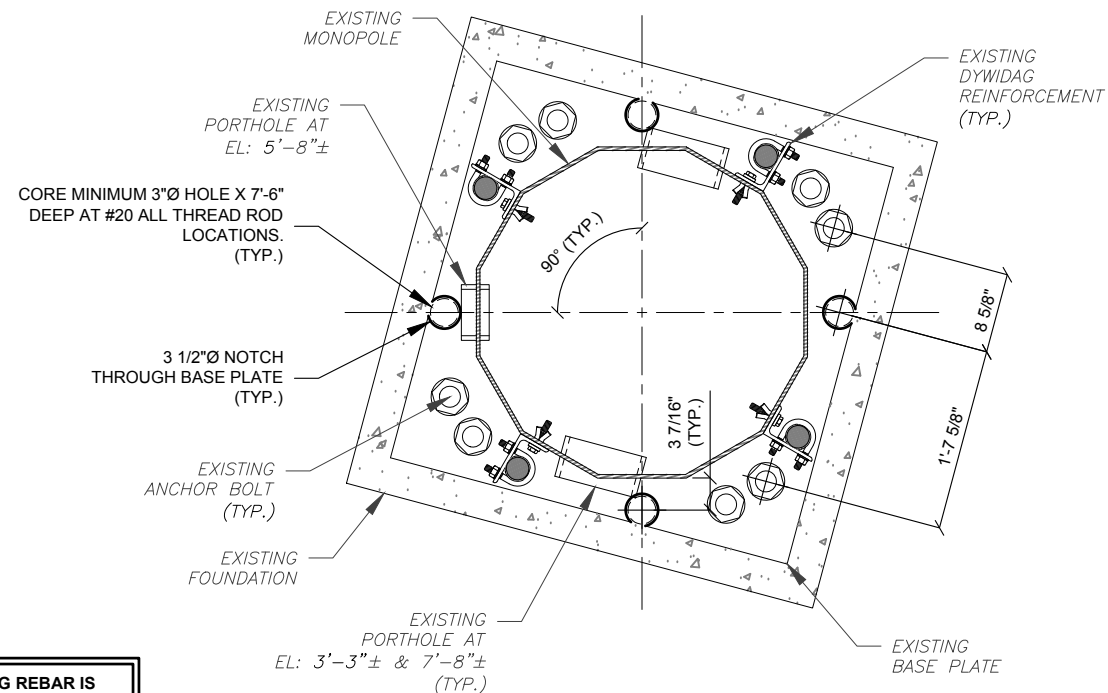 EXISTING
MONOPOLE
EXISTING
DYWIDAG
REINFORCEMENT
(TYP.)
EXISTING
PORTHOLE AT
EL: 5'-8"±
CORE MINIMUM 3"Ø HOLE X 7'-6"
DEEP AT #20 ALL THREAD ROD
LOCATIONS.
(TYP.)
90° (TYP.)
8 5/8"
3 1/2"Ø NOTCH
THROUGH BASE PLATE
(TYP.)
3 7/16"
(TYP.)
1'-7 5/8"
EXISTING
ANCHOR BOLT
(TYP.)
EXISTING
FOUNDATION
EXISTING
PORTHOLE AT
EL: 3'-3"± & 7'-8"±
(TYP.)
EXISTING
BASE PLATE
G REBAR IS